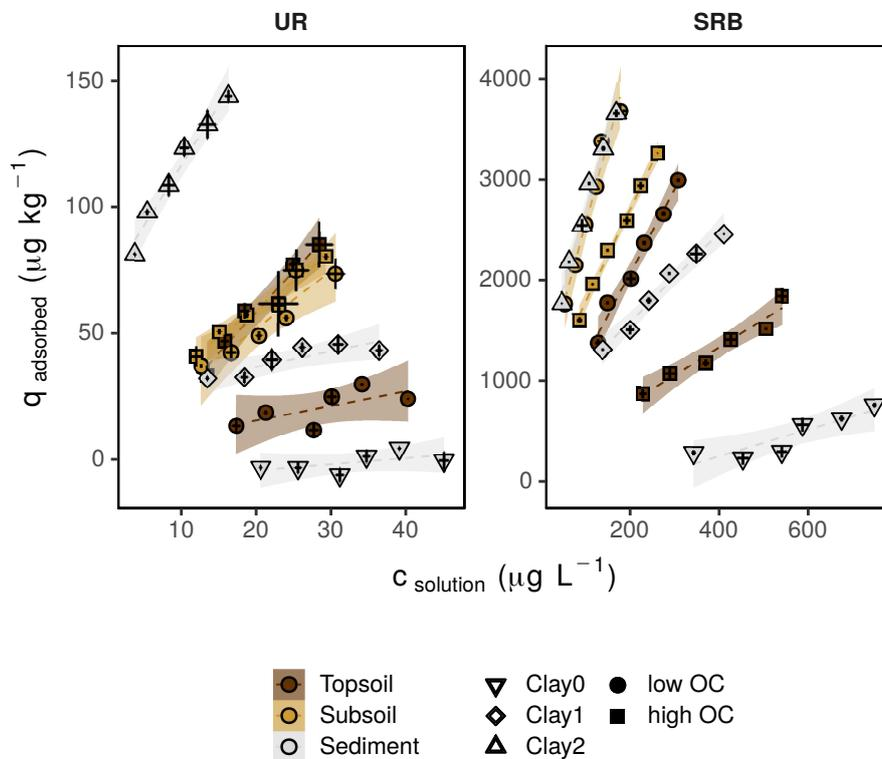 UR
SRB
150
100
50
0
q adsorbed (µg kg⁻¹)
4000
3000
2000
1000
0
10 20 30 40
200 400 600
c solution (µg L⁻¹)
Topsoil Clay0 low OC
Subsoil Clay1 high OC
Sediment Clay2